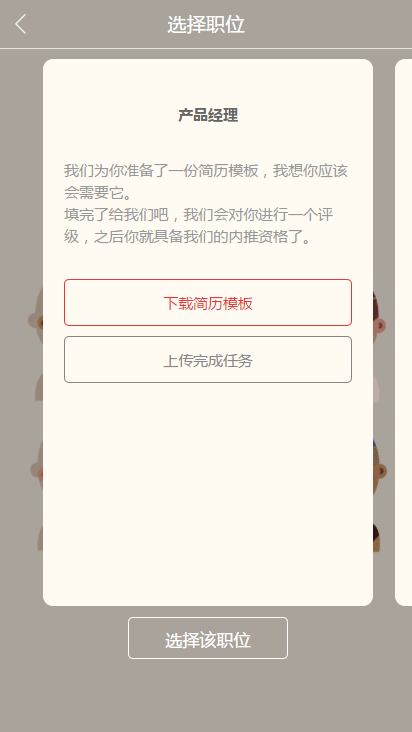 选择职位
产品经理
我们为你准备了一份简历模板，我想你应该
会需要它。
填完了给我们吧，我们会对你进行一个评
级，之后你就具备我们的内推资格了。
下载简历模板
上传完成任务
选择该职位